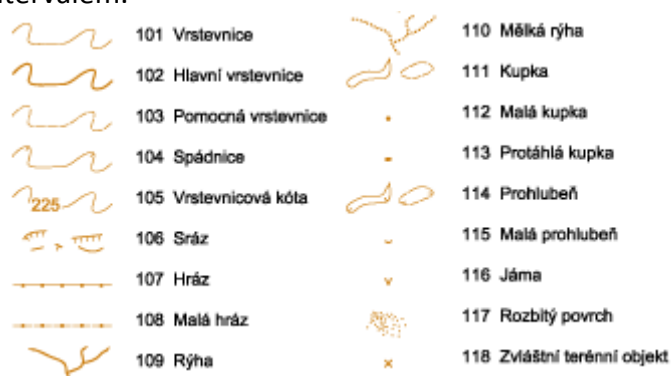 101 Vrstevnice
102 Hlavní vrstevnice
103 Pomocná vrstevnice
104 Spádnice
225
105 Vrstevnicová kóta
106 Sráz
107 Hráz
108 Malá hráz
109 Rýha
110 Mělká rýha
111 Kupka
112 Malá kupka
113 Protáhlá kupka
114 Prohlubeň
115 Malá prohlubeň
116 Jáma
117 Rozbitý povrch
118 Zvláštní terénní objekt